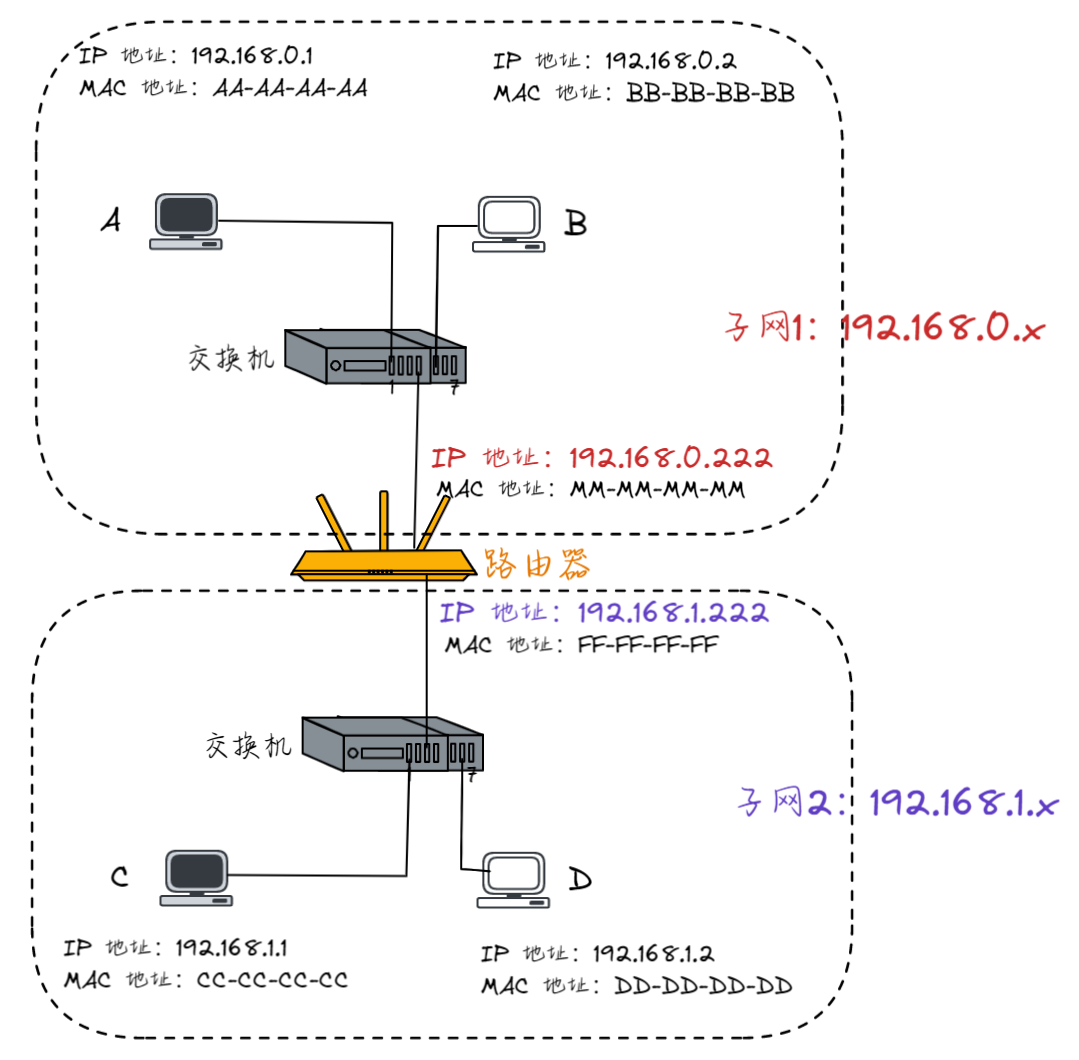 IP 地址：192.168.0.1
MAC 地址：AA-AA-AA-AA
IP 地址：192.168.0.2
MAC 地址：BB-BB-BB-BB
A
B
子网1：192.168.0.x
交换机
1
7
IP 地址：192.168.0.222
MAC 地址：MM-MM-MM-MM
路由器
IP 地址：192.168.1.222
MAC 地址：FF-FF-FF-FF
交换机
7
子网2：192.168.1.x
C
D
IP 地址：192.168.1.1
MAC 地址：CC-CC-CC-CC
IP 地址：192.168.1.2
MAC 地址：DD-DD-DD-DD